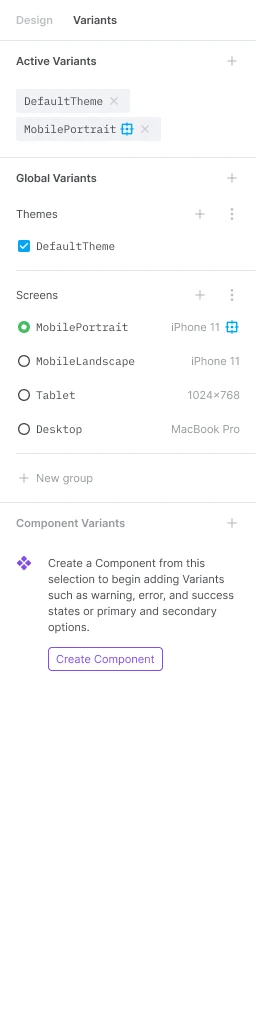 Design Variants
Active Variants
DefaultTheme
MobilePortrait
Global Variants
Themes
DefaultTheme
Screens
MobilePortrait iPhone 11
MobileLandscape iPhone 11
Tablet 1024×768
Desktop MacBook Pro
New group
Component Variants
Create a Component from this
selection to begin adding Variants
such as warning, error, and success
states or primary and secondary
options.
Create Component